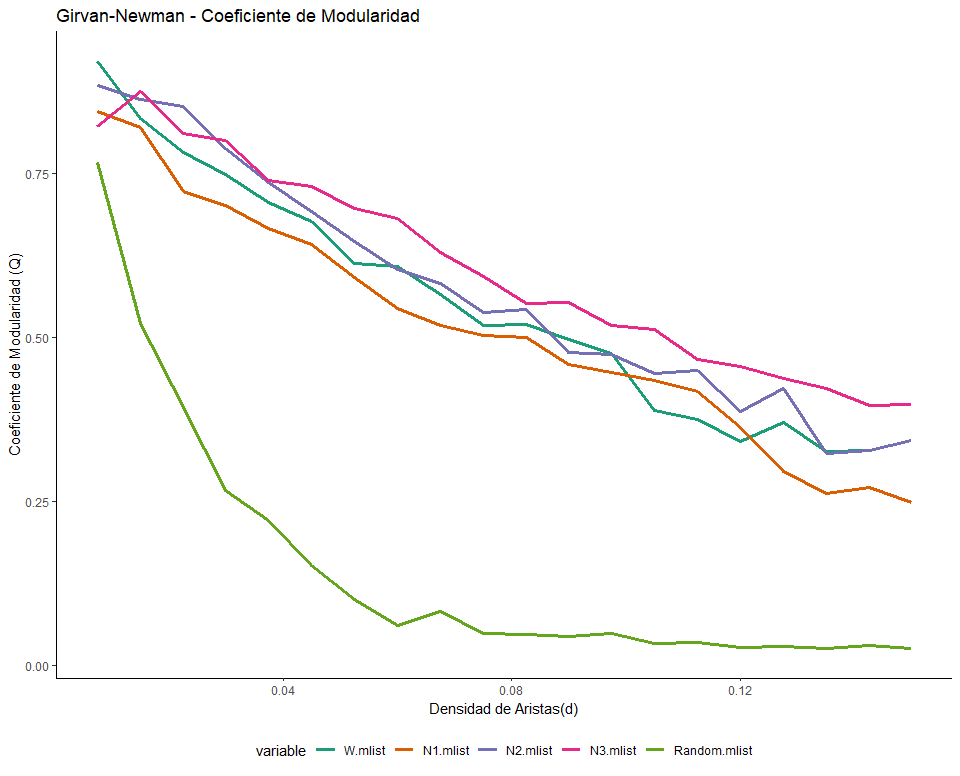 Girvan-Newman - Coeficiente de Modularidad
Coeficiente de Modularidad (Q)
0.75
0.50
0.25
0.00
0.04 0.08 0.12
Densidad de Aristas(d)
variable W.mlist N1.mlist N2.mlist N3.mlist Random.mlist